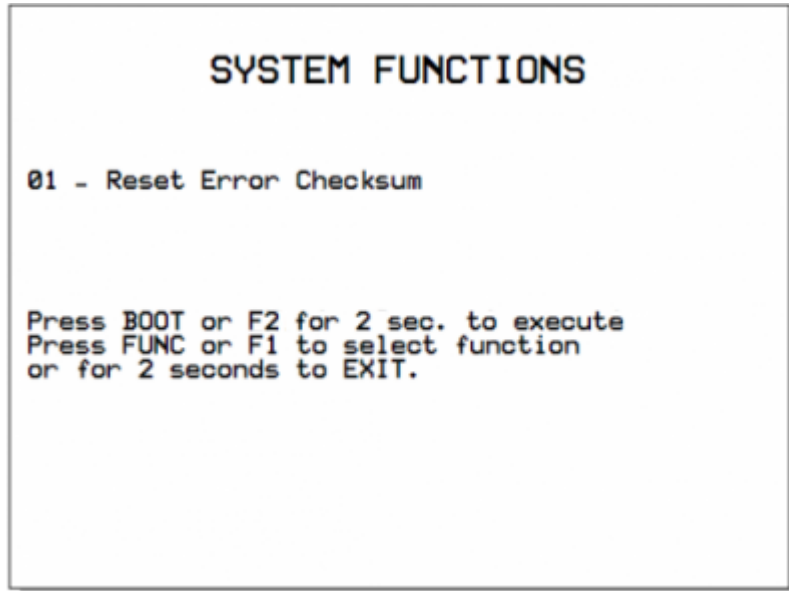 SYSTEM FUNCTIONS
01 - Reset Error Checksum
Press BOOT or F2 for 2 sec. to execute
Press FUNC or F1 to select function
or for 2 seconds to EXIT.